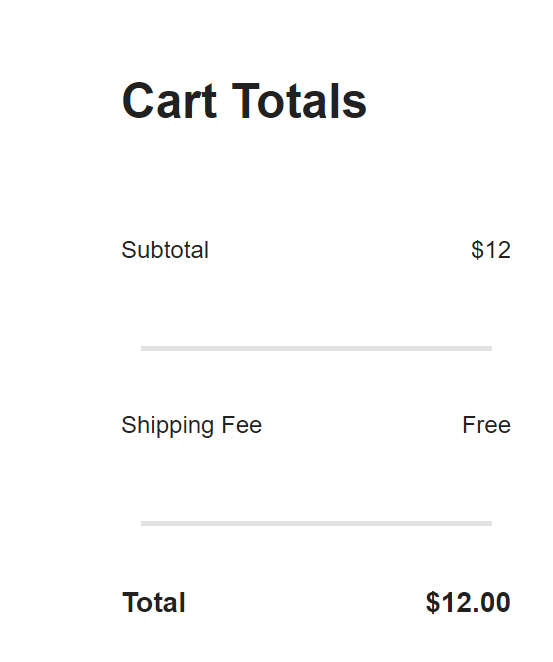 Cart Totals
Subtotal $12
Shipping Fee Free
Total $12.00